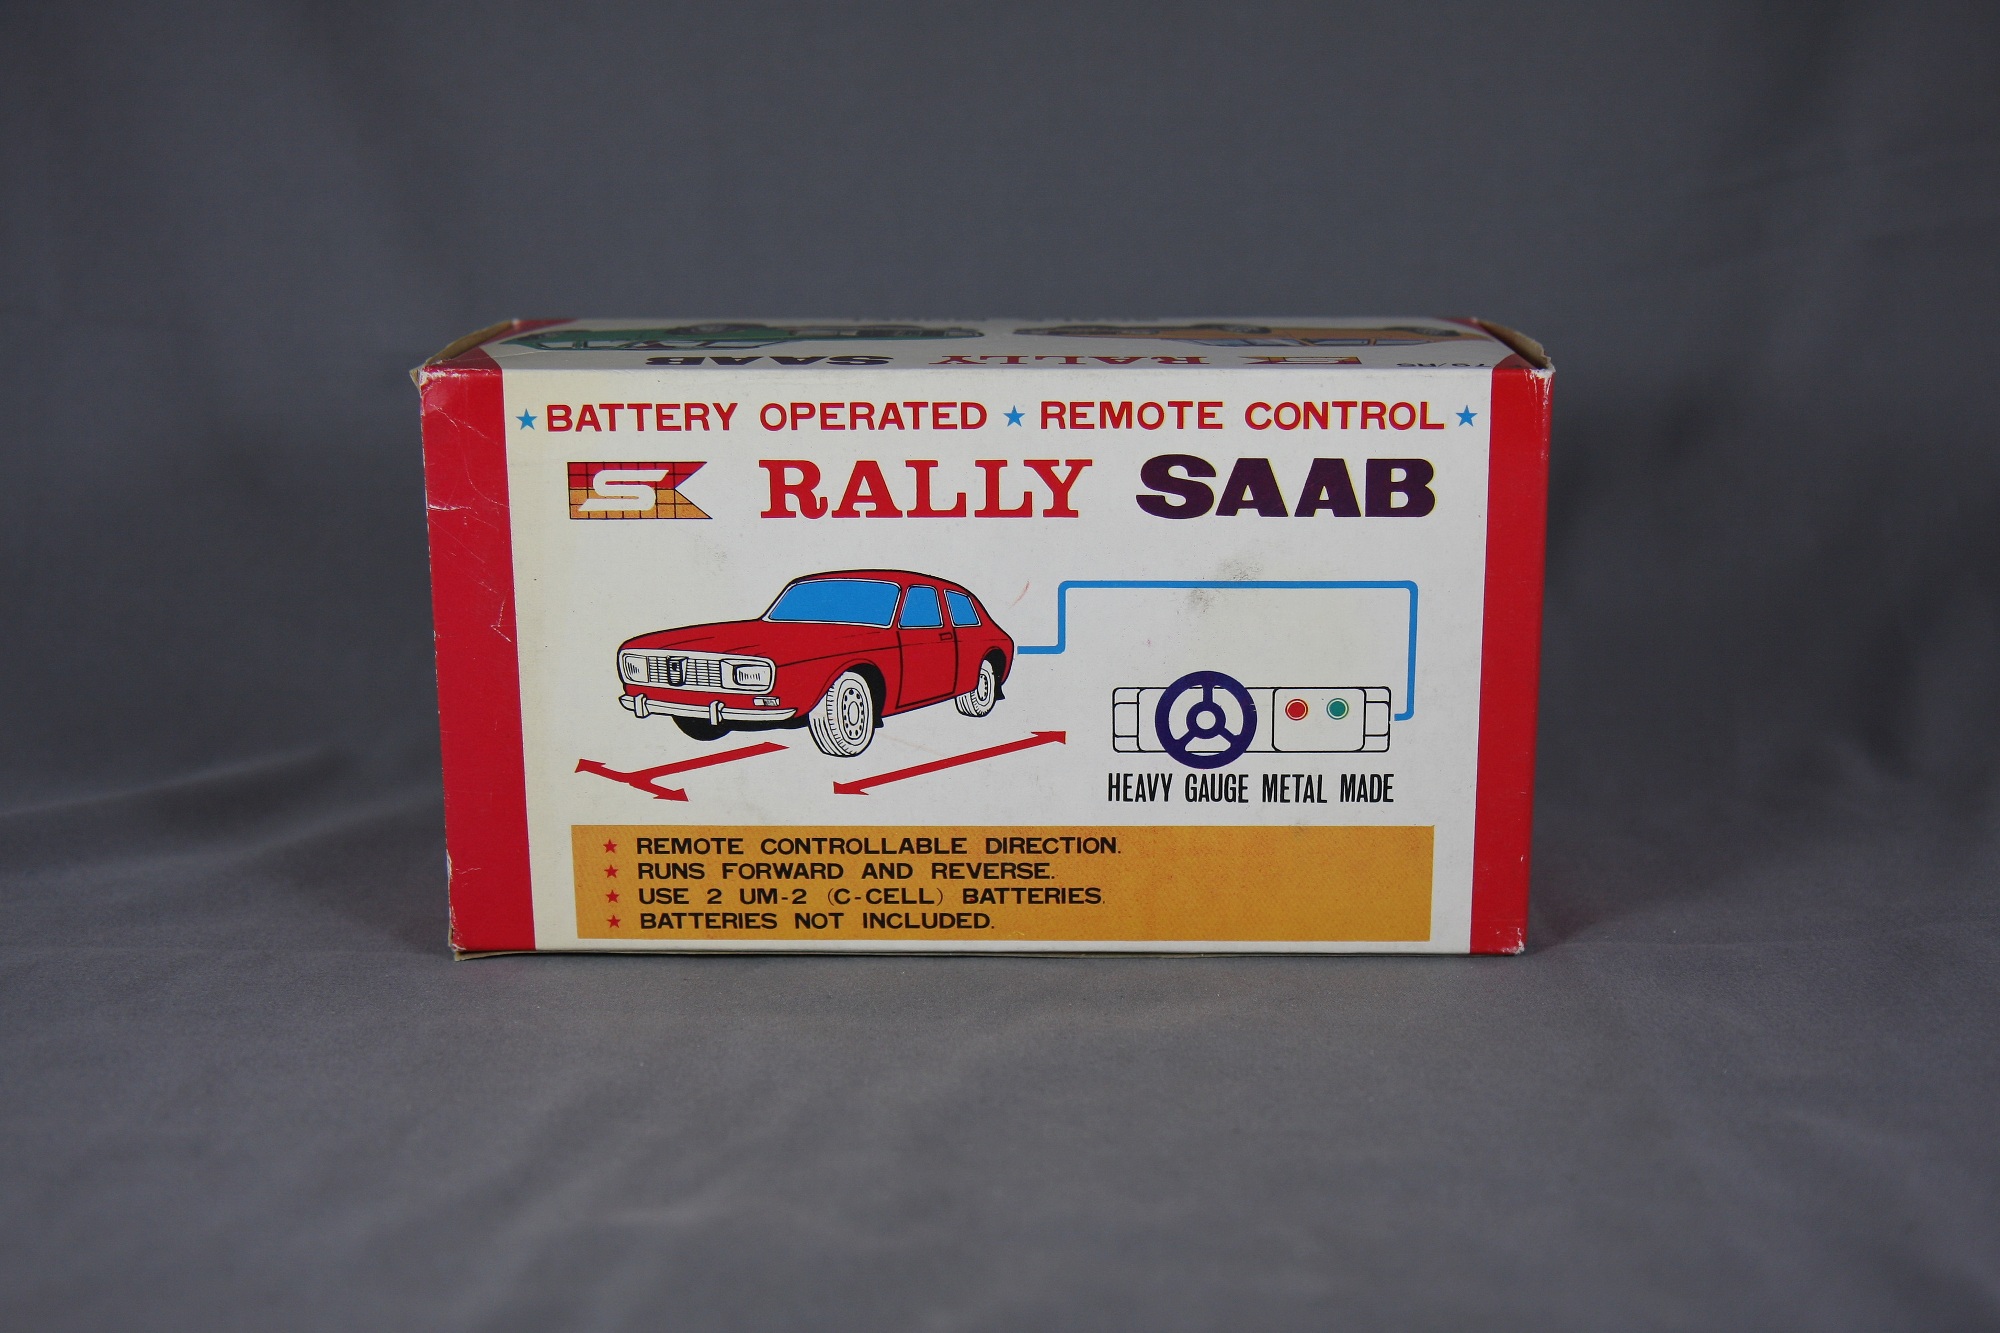 RALLY SAAB
★ BATTERY OPERATED ★ REMOTE CONTROL ★
S RALLY SAAB
HEAVY GAUGE METAL MADE
★ REMOTE CONTROLLABLE DIRECTION.
★ RUNS FORWARD AND REVERSE.
★ USE 2 UM-2 (C-CELL) BATTERIES.
★ BATTERIES NOT INCLUDED.